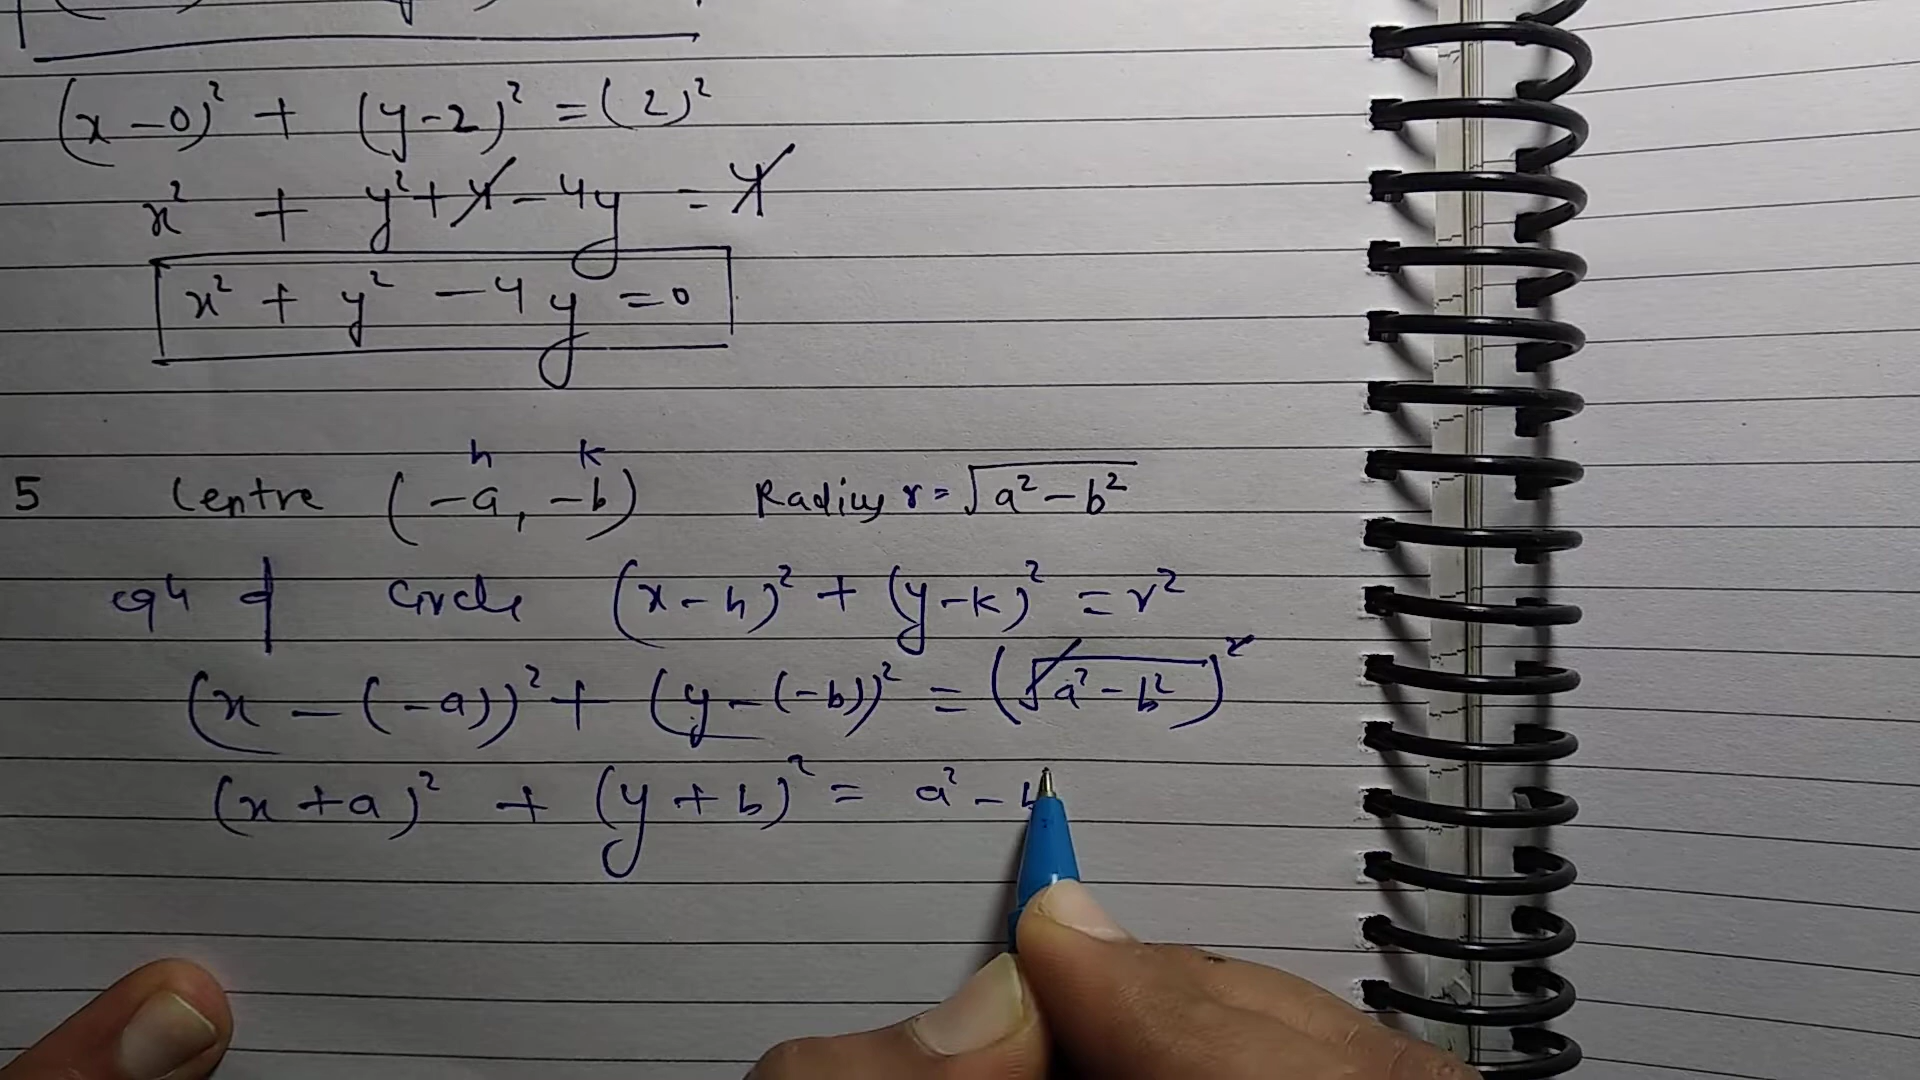 (x-0)² + (y-2)² = (2)²
x² + y² + 4 - 4y = 4
x² + y² - 4y = 0
h k
5 Centre (-a, -b) Radius r = √a² - b²
eq4 of Circle (x-h)² + (y-k)² = r²
(x-(-a))² + (y-(-b))² = (√a² - b²)²
(x+a)² + (y+b)² = a² - b